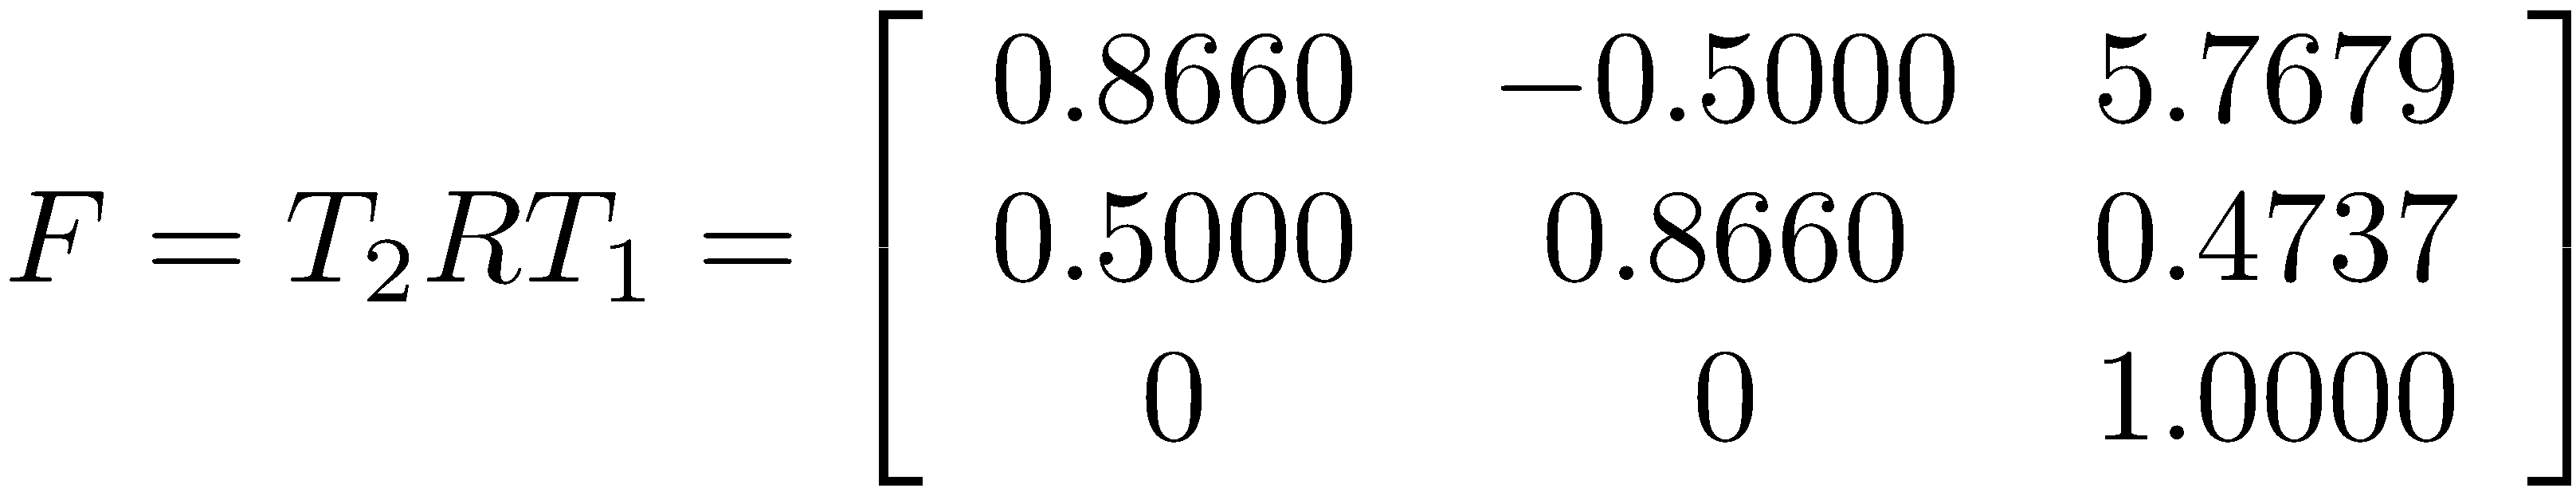 0.8660 −0.5000 5.7679
F = T₂RT₁ = 0.5000 0.8660 0.4737
0 0 1.0000